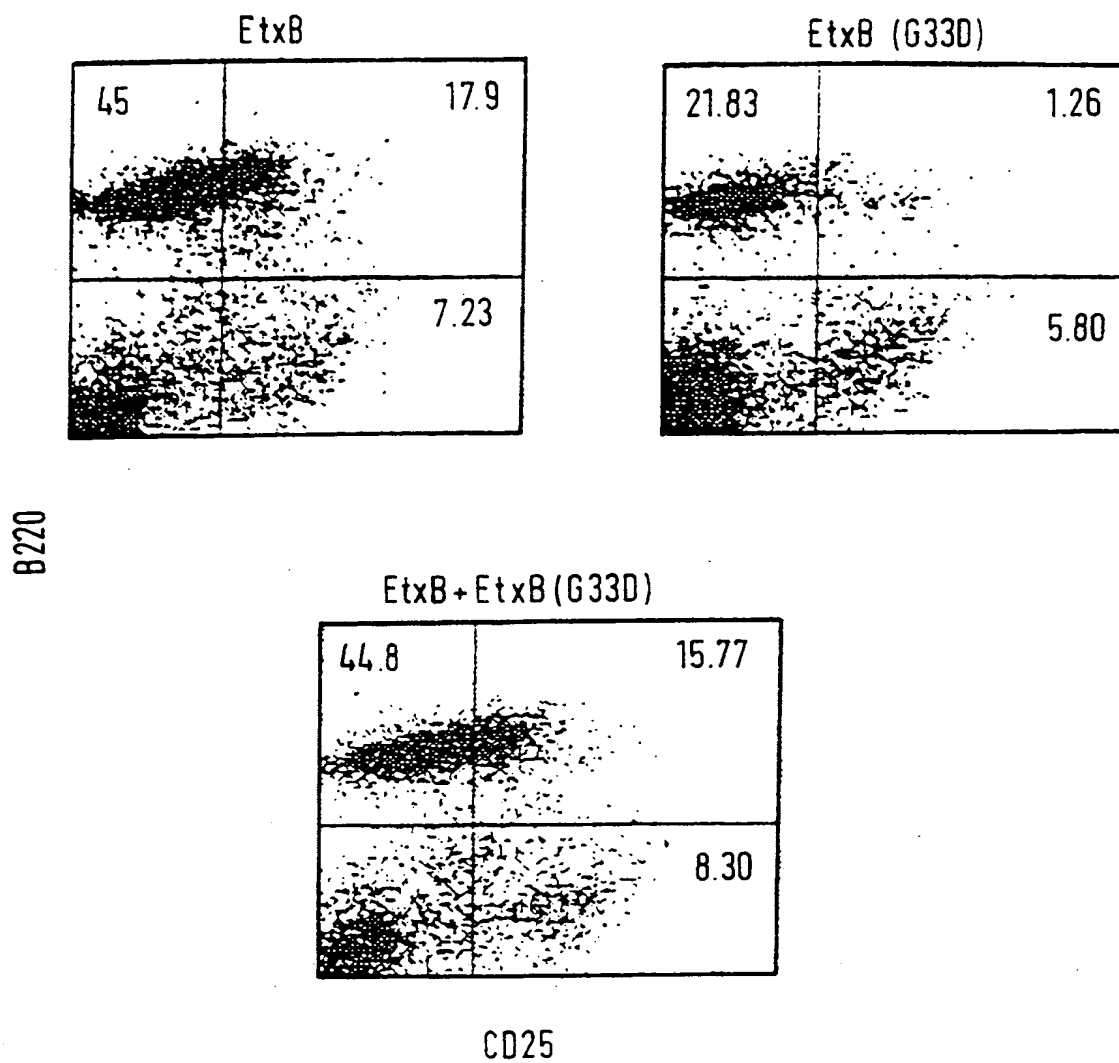 EtxB
45 17.9
7.23
EtxB (G33D)
21.83 1.26
5.80
B220
EtxB + EtxB (G33D)
44.8 15.77
8.30
CD25